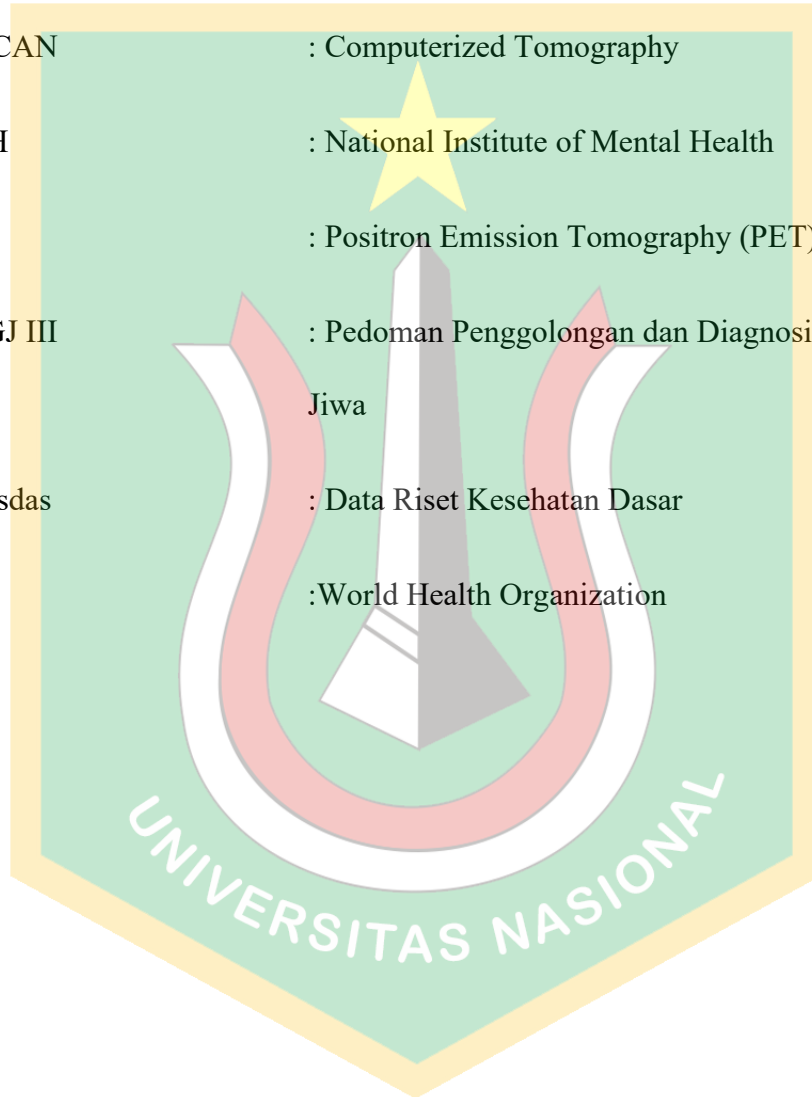 CAN : Computerized Tomography
H : National Institute of Mental Health
: Positron Emission Tomography (PET)
GJ III : Pedoman Penggolongan dan Diagnosi
Jiwa
sdas : Data Riset Kesehatan Dasar
:World Health Organization
UNIVERSITAS NASIONAL